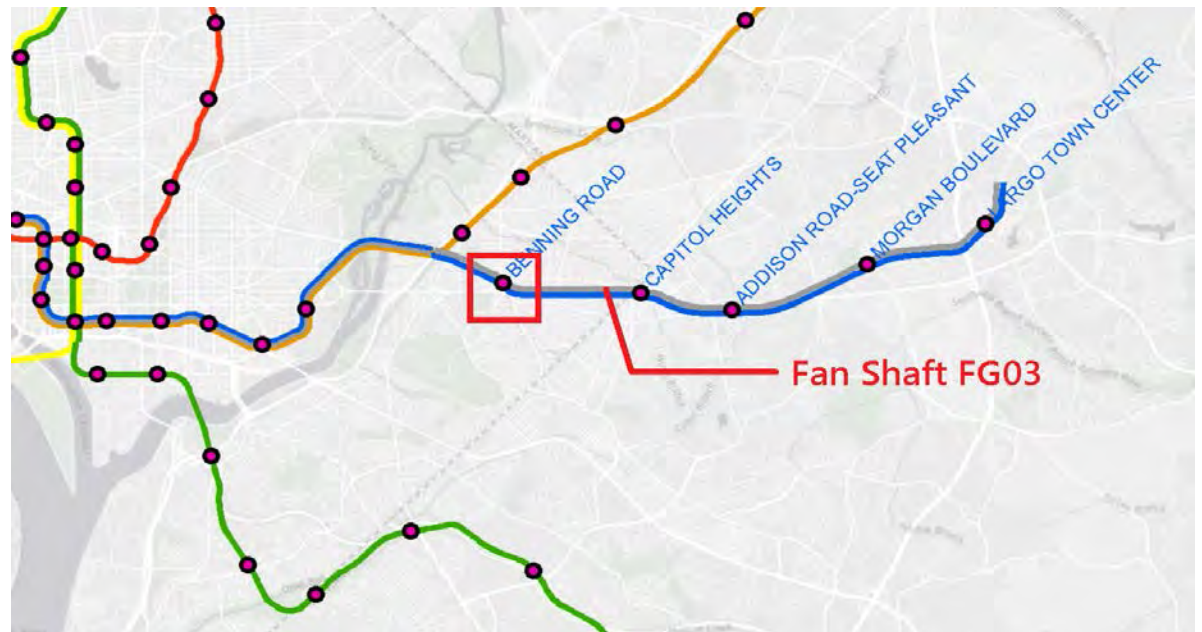 BENNING ROAD
CAPITOL HEIGHTS
ADDISON ROAD-SEAT PLEASANT
MORGAN BOULEVARD
LARGO TOWN CENTER
Fan Shaft FG03